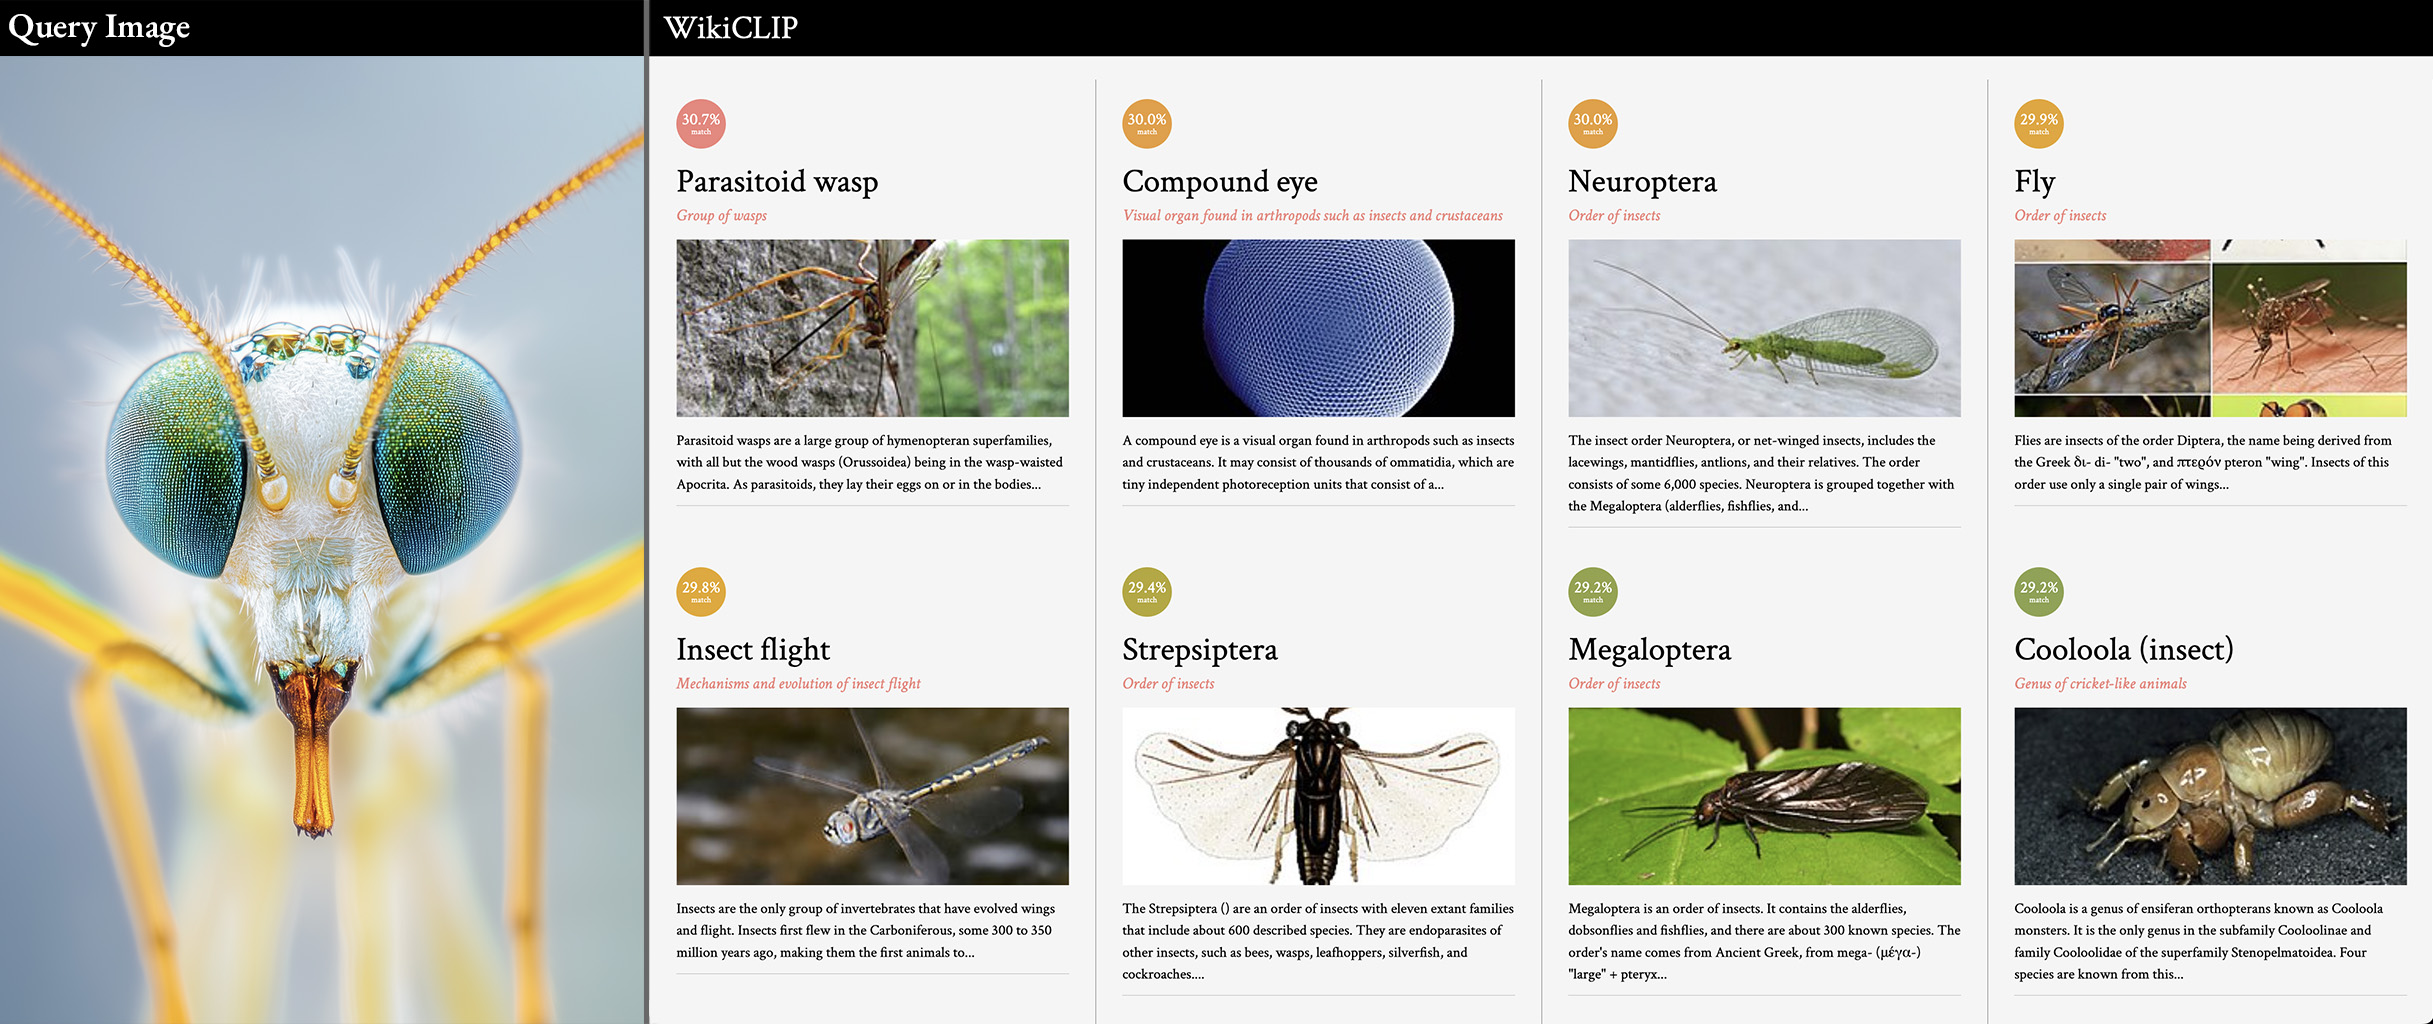 Query Image
WikiCLIP
30.7%
match
Parasitoid wasp
Group of wasps
Parasitoid wasps are a large group of hymenopteran superfamilies,
with all but the wood wasps (Orussoidea) being in the wasp-waisted
Apocrita. As parasitoids, they lay their eggs on or in the bodies...
30.0%
match
Compound eye
Visual organ found in arthropods such as insects and crustaceans
A compound eye is a visual organ found in arthropods such as insects
and crustaceans. It may consist of thousands of ommatidia, which are
tiny independent photoreception units that consist of a...
30.0%
match
Neuroptera
Order of insects
The insect order Neuroptera, or net-winged insects, includes the
lacewings, mantidflies, antlions, and their relatives. The order
consists of some 6,000 species. Neuroptera is grouped together with
the Megaloptera (alderflies, fishflies, and...
29.9%
match
Fly
Order of insects
Flies are insects of the order Diptera, the name being derived from
the Greek δι- di- "two", and πτερόν pteron "wing". Insects of this
order use only a single pair of wings...
29.8%
match
Insect flight
Mechanisms and evolution of insect flight
Insects are the only group of invertebrates that have evolved wings
and flight. Insects first flew in the Carboniferous, some 300 to 350
million years ago, making them the first animals to...
29.4%
match
Strepsiptera
Order of insects
The Strepsiptera () are an order of insects with eleven extant families
that include about 600 described species. They are endoparasites of
other insects, such as bees, wasps, leafhoppers, silverfish, and
cockroaches....
29.2%
match
Megaloptera
Order of insects
Megaloptera is an order of insects. It contains the alderflies,
dobsonflies and fishflies, and there are about 300 known species. The
order's name comes from Ancient Greek, from mega- (μέγα-)
"large" + pteryx...
29.2%
match
Cooloola (insect)
Genus of cricket-like animals
Cooloola is a genus of ensiferan orthopterans known as Cooloola
monsters. It is the only genus in the subfamily Cooloolinae and
family Cooloolidae of the superfamily Stenopelmatoidea. Four
species are known from this...